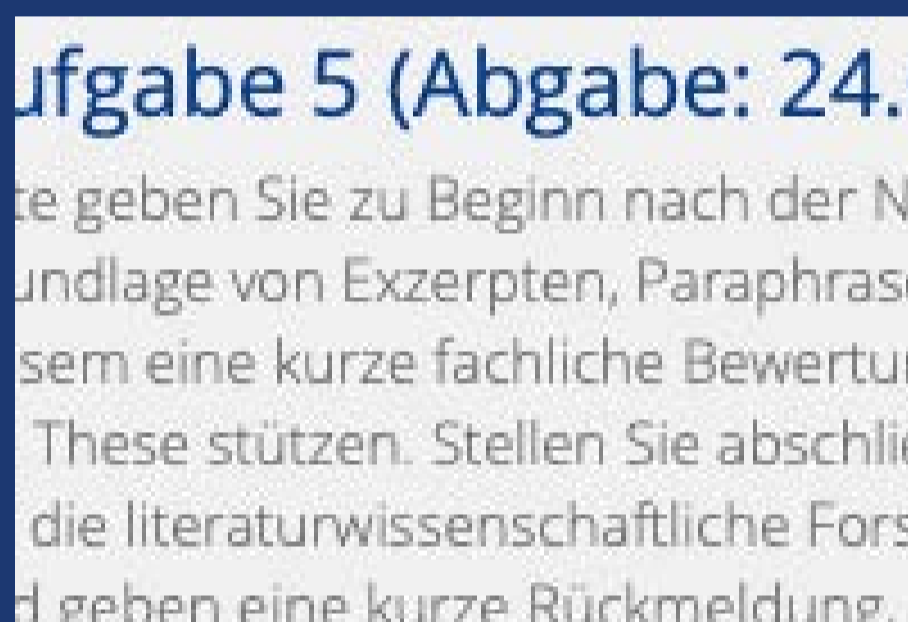 ufgabe 5 (Abgabe: 24.
te geben Sie zu Beginn nach der N
undlage von Exzerpten, Paraphras
sem eine kurze fachliche Bewertu
These stützen. Stellen Sie abschli
die literaturwissenschaftliche Fors
d geben eine kurze Rückmeldung.